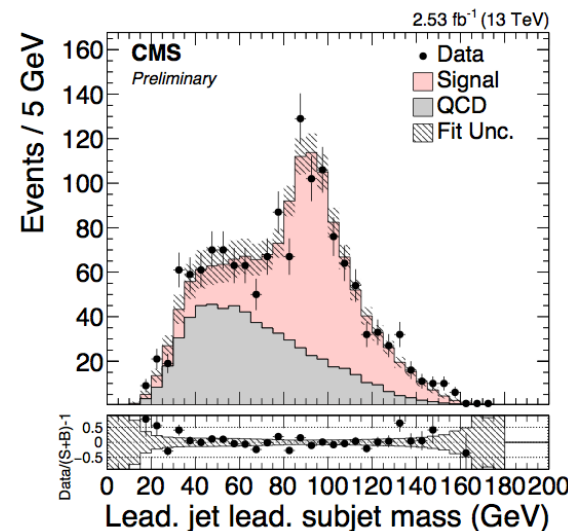 2.53 fb⁻¹ (13 TeV)
CMS
Preliminary
Data
Signal
QCD
Fit Unc.
Events / 5 GeV
160
140
120
100
80
60
40
20
Data/(S+B)-1
0.5
0
−0.5
0 20 40 60 80 100 120 140 160 180 200
Lead. jet lead. subjet mass (GeV)